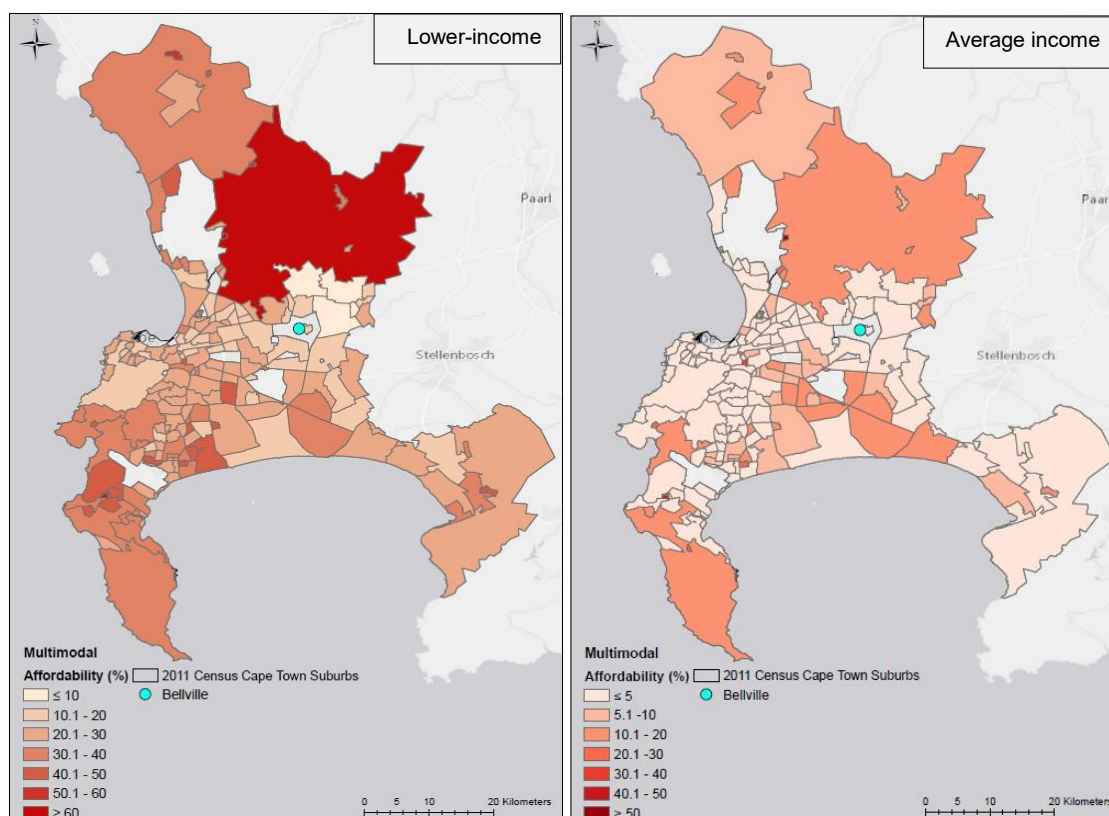 N
Lower-income
Paarl
Stellenbosch
Multimodal
Affordability (%)
≤ 10
10.1 - 20
20.1 - 30
30.1 - 40
40.1 - 50
50.1 - 60
> 60
2011 Census Cape Town Suburbs
Bellville
0 5 10 20 Kilometers
N
Average income
Paarl
Stellenbosch
Multimodal
Affordability (%)
≤ 5
5.1 -10
10.1 - 20
20.1 -30
30.1 - 40
40.1 - 50
> 50
2011 Census Cape Town Suburbs
Bellville
0 5 10 20 Kilometers